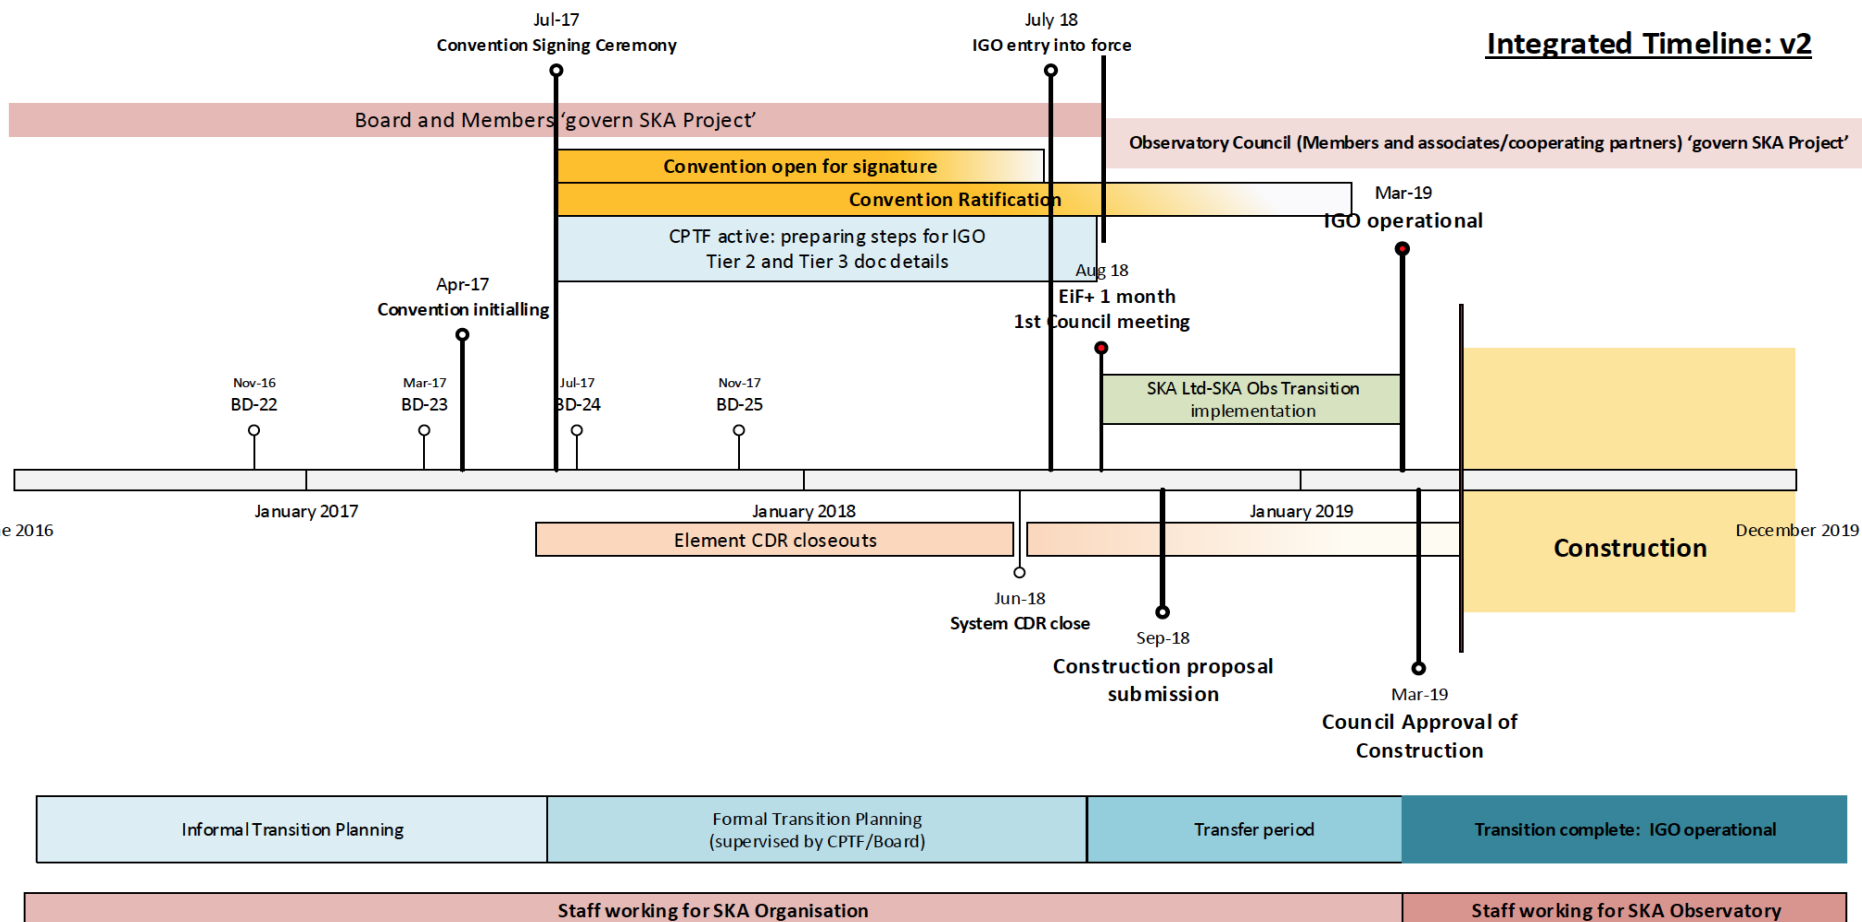 Jul-17
Convention Signing Ceremony
July 18
IGO entry into force
Integrated Timeline: v2
Board and Members ‘govern SKA Project’
Observatory Council (Members and associates/cooperating partners) ‘govern SKA Project’
Convention open for signature
Convention Ratification
Mar-19
IGO operational
CPTF active: preparing steps for IGO
Tier 2 and Tier 3 doc details
Aug 18
EiF+ 1 month
1st Council meeting
Apr-17
Convention initialling
Nov-16
BD-22
Mar-17
BD-23
Jul-17
BD-24
Nov-17
BD-25
SKA Ltd-SKA Obs Transition
implementation
January 2017
January 2018
January 2019
e 2016
December 2019
Element CDR closeouts
Construction
Jun-18
System CDR close
Sep-18
Construction proposal
submission
Mar-19
Council Approval of
Construction
Informal Transition Planning
Formal Transition Planning
(supervised by CPTF/Board)
Transfer period
Transition complete: IGO operational
Staff working for SKA Organisation
Staff working for SKA Observatory